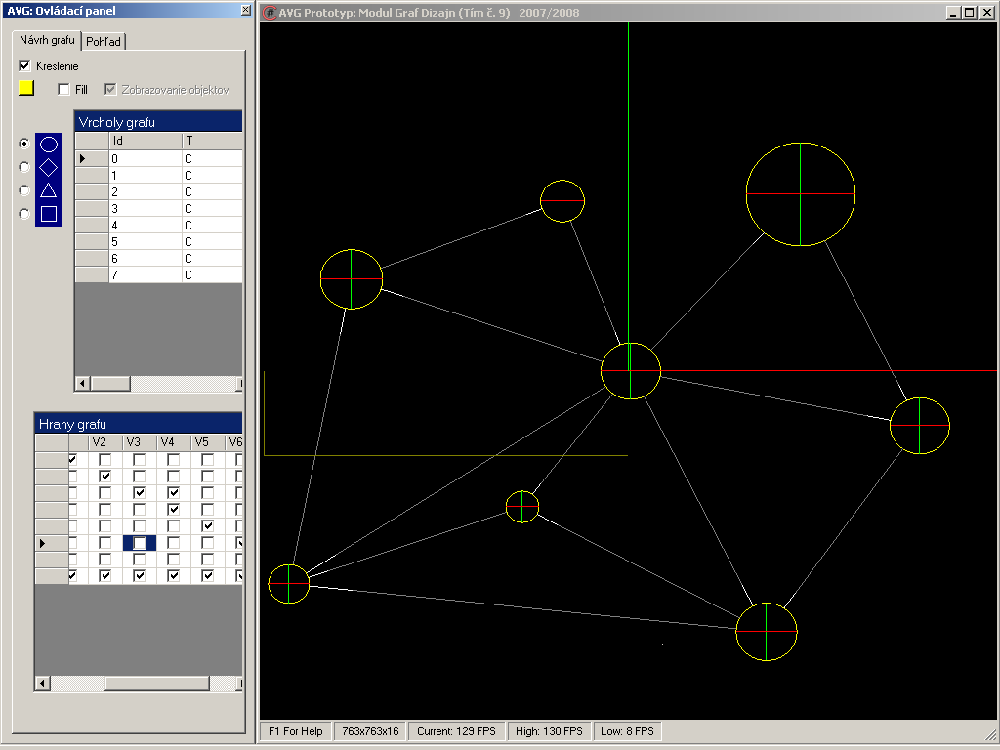 AVG: Ovládací panel
AVG Prototyp: Modul Graf Dizajn (Tím č. 9) 2007/2008
Návrh grafu Pohľad
Kreslenie
Fill Zobrazovanie objektov
Vrcholy grafu
Id T
0 C
1 C
2 C
3 C
4 C
5 C
6 C
7 C
Hrany grafu
V2 V3 V4 V5 V6
F1 For Help 763x763x16 Current: 129 FPS High: 130 FPS Low: 8 FPS